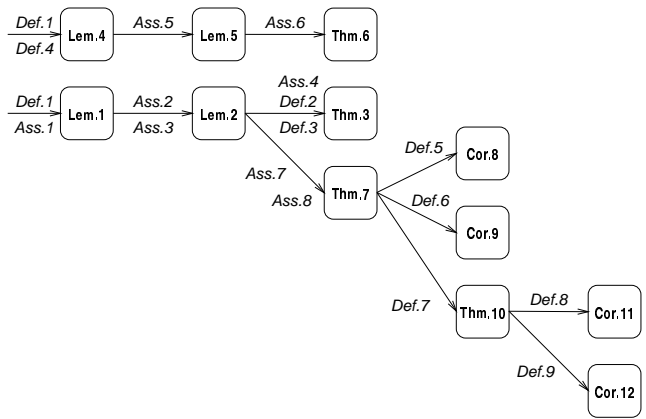 Def.1
Ass.5
Ass.6
Lem.4
Lem.5
Thm.6
Def.4
Ass.4
Def.1
Ass.2
Def.2
Lem.1
Lem.2
Thm.3
Ass.1
Ass.3
Def.3
Def.5
Cor.8
Ass.7
Thm.7
Ass.8
Def.6
Cor.9
Def.7
Thm.10
Def.8
Cor.11
Def.9
Cor.12